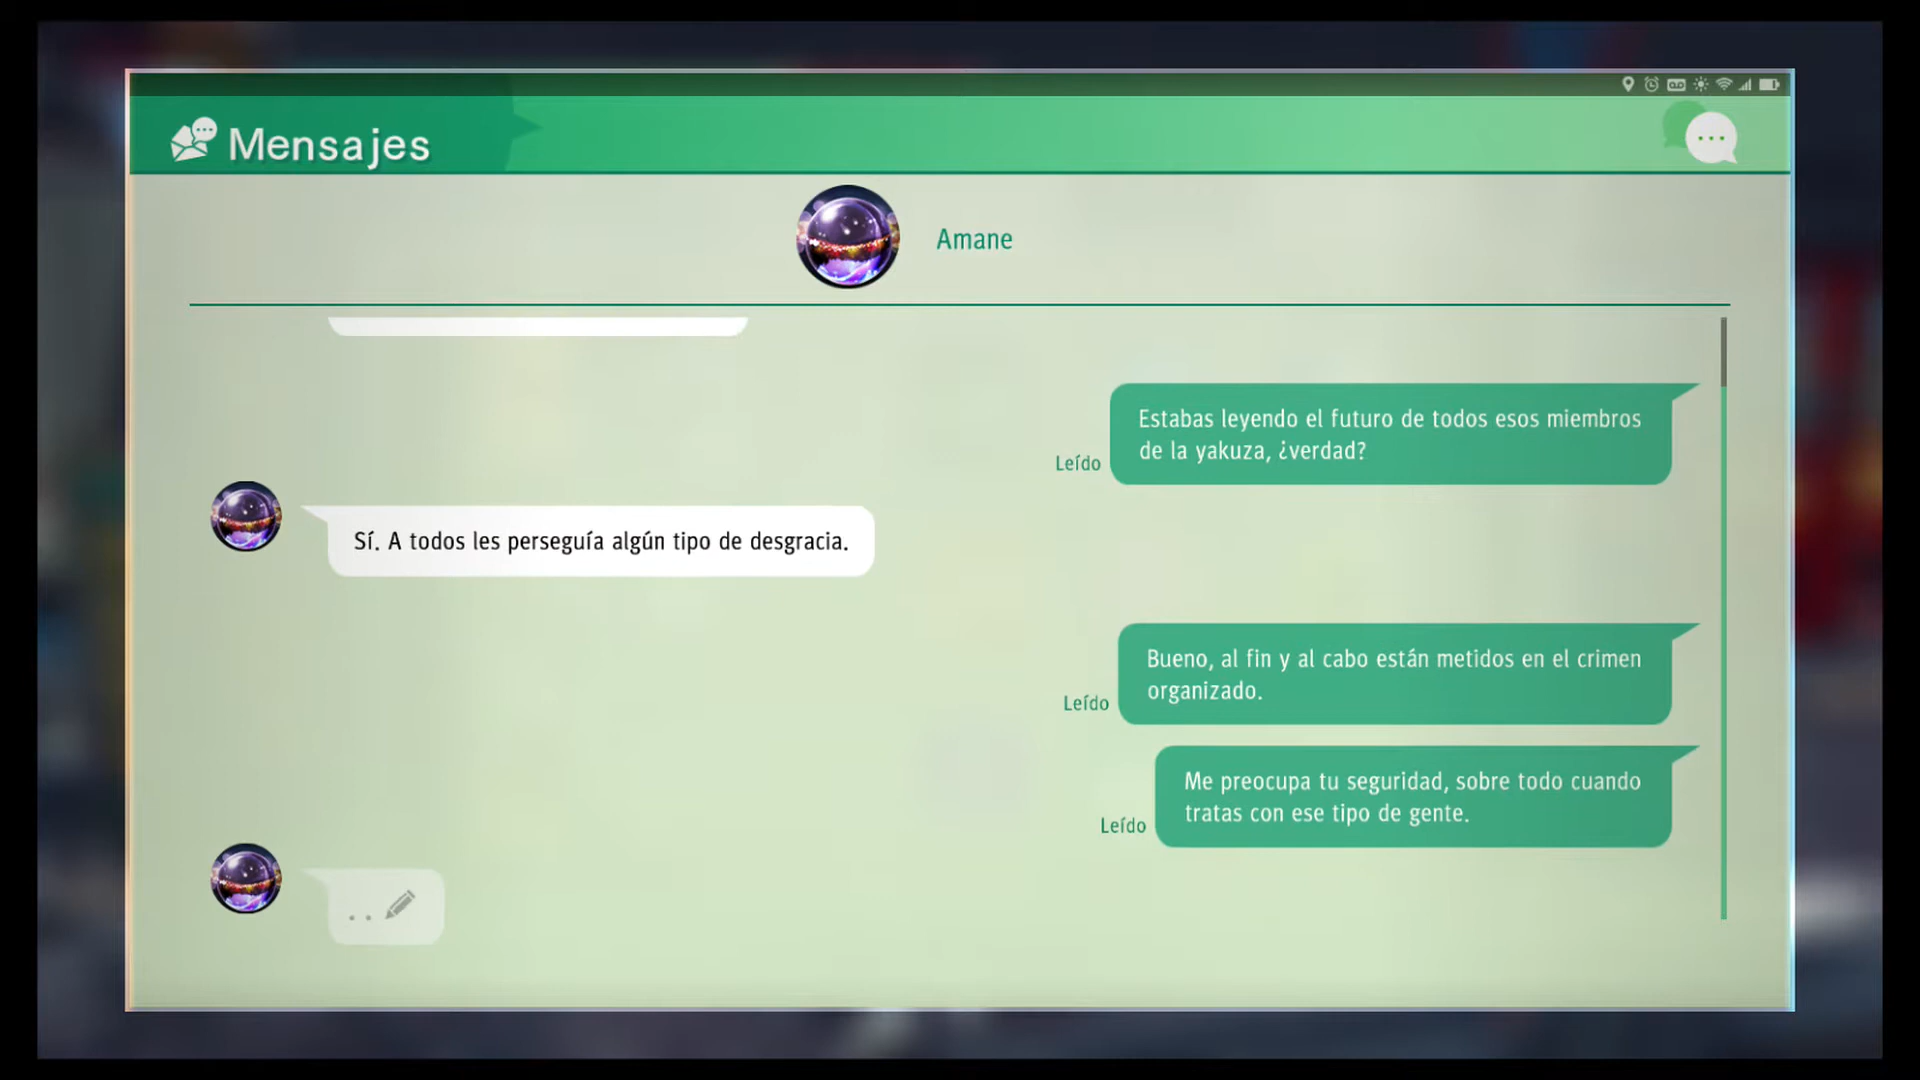 Mensajes
Amane
Estabas leyendo el futuro de todos esos miembros
de la yakuza, ¿verdad?
Leído
Sí. A todos les perseguía algún tipo de desgracia.
Bueno, al fin y al cabo están metidos en el crimen
organizado.
Leído
Me preocupa tu seguridad, sobre todo cuando
tratas con ese tipo de gente.
Leído